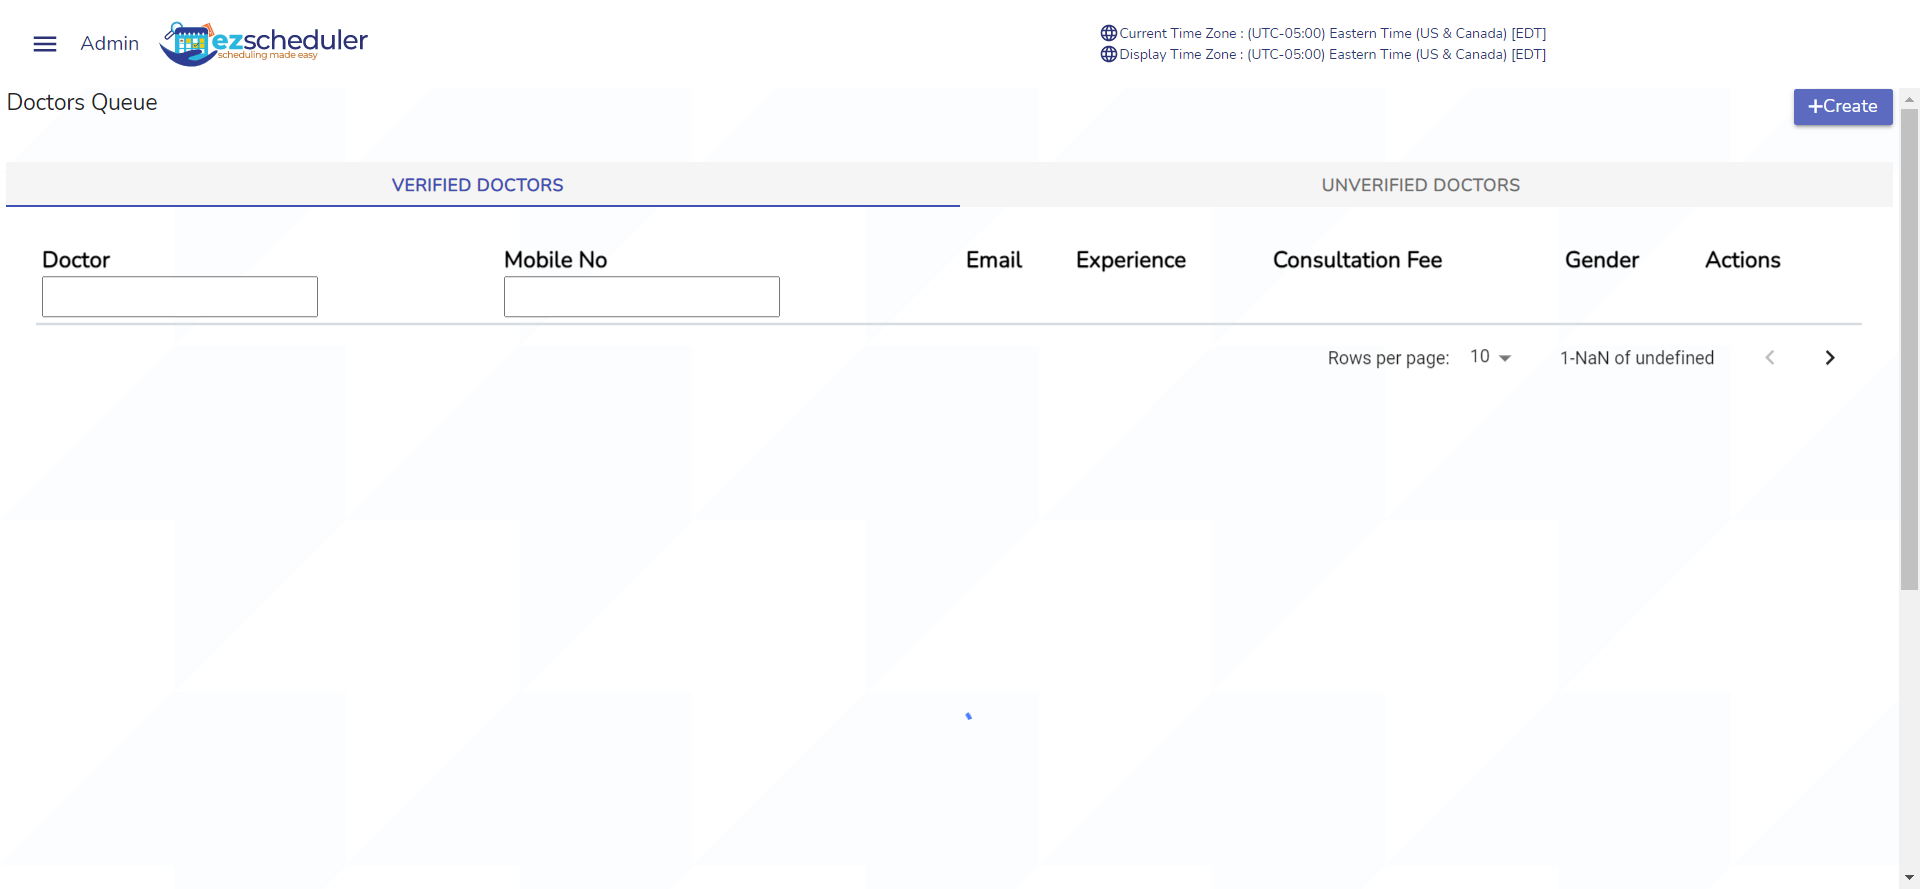 Admin
ezscheduler
scheduling made easy
Current Time Zone : (UTC-05:00) Eastern Time (US & Canada) [EDT]
Display Time Zone : (UTC-05:00) Eastern Time (US & Canada) [EDT]
Doctors Queue
+Create
VERIFIED DOCTORS
UNVERIFIED DOCTORS
Doctor
Mobile No
Email
Experience
Consultation Fee
Gender
Actions
Rows per page: 10
1-NaN of undefined